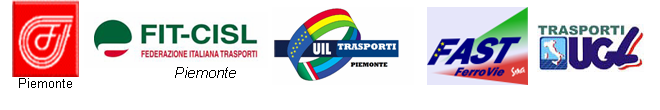 Piemonte
FIT-CISL
FEDERAZIONE ITALIANA TRASPORTI
Piemonte
UIL TRASPORTI
PIEMONTE
FAST
FerroVie
TRASPORTI
UGL